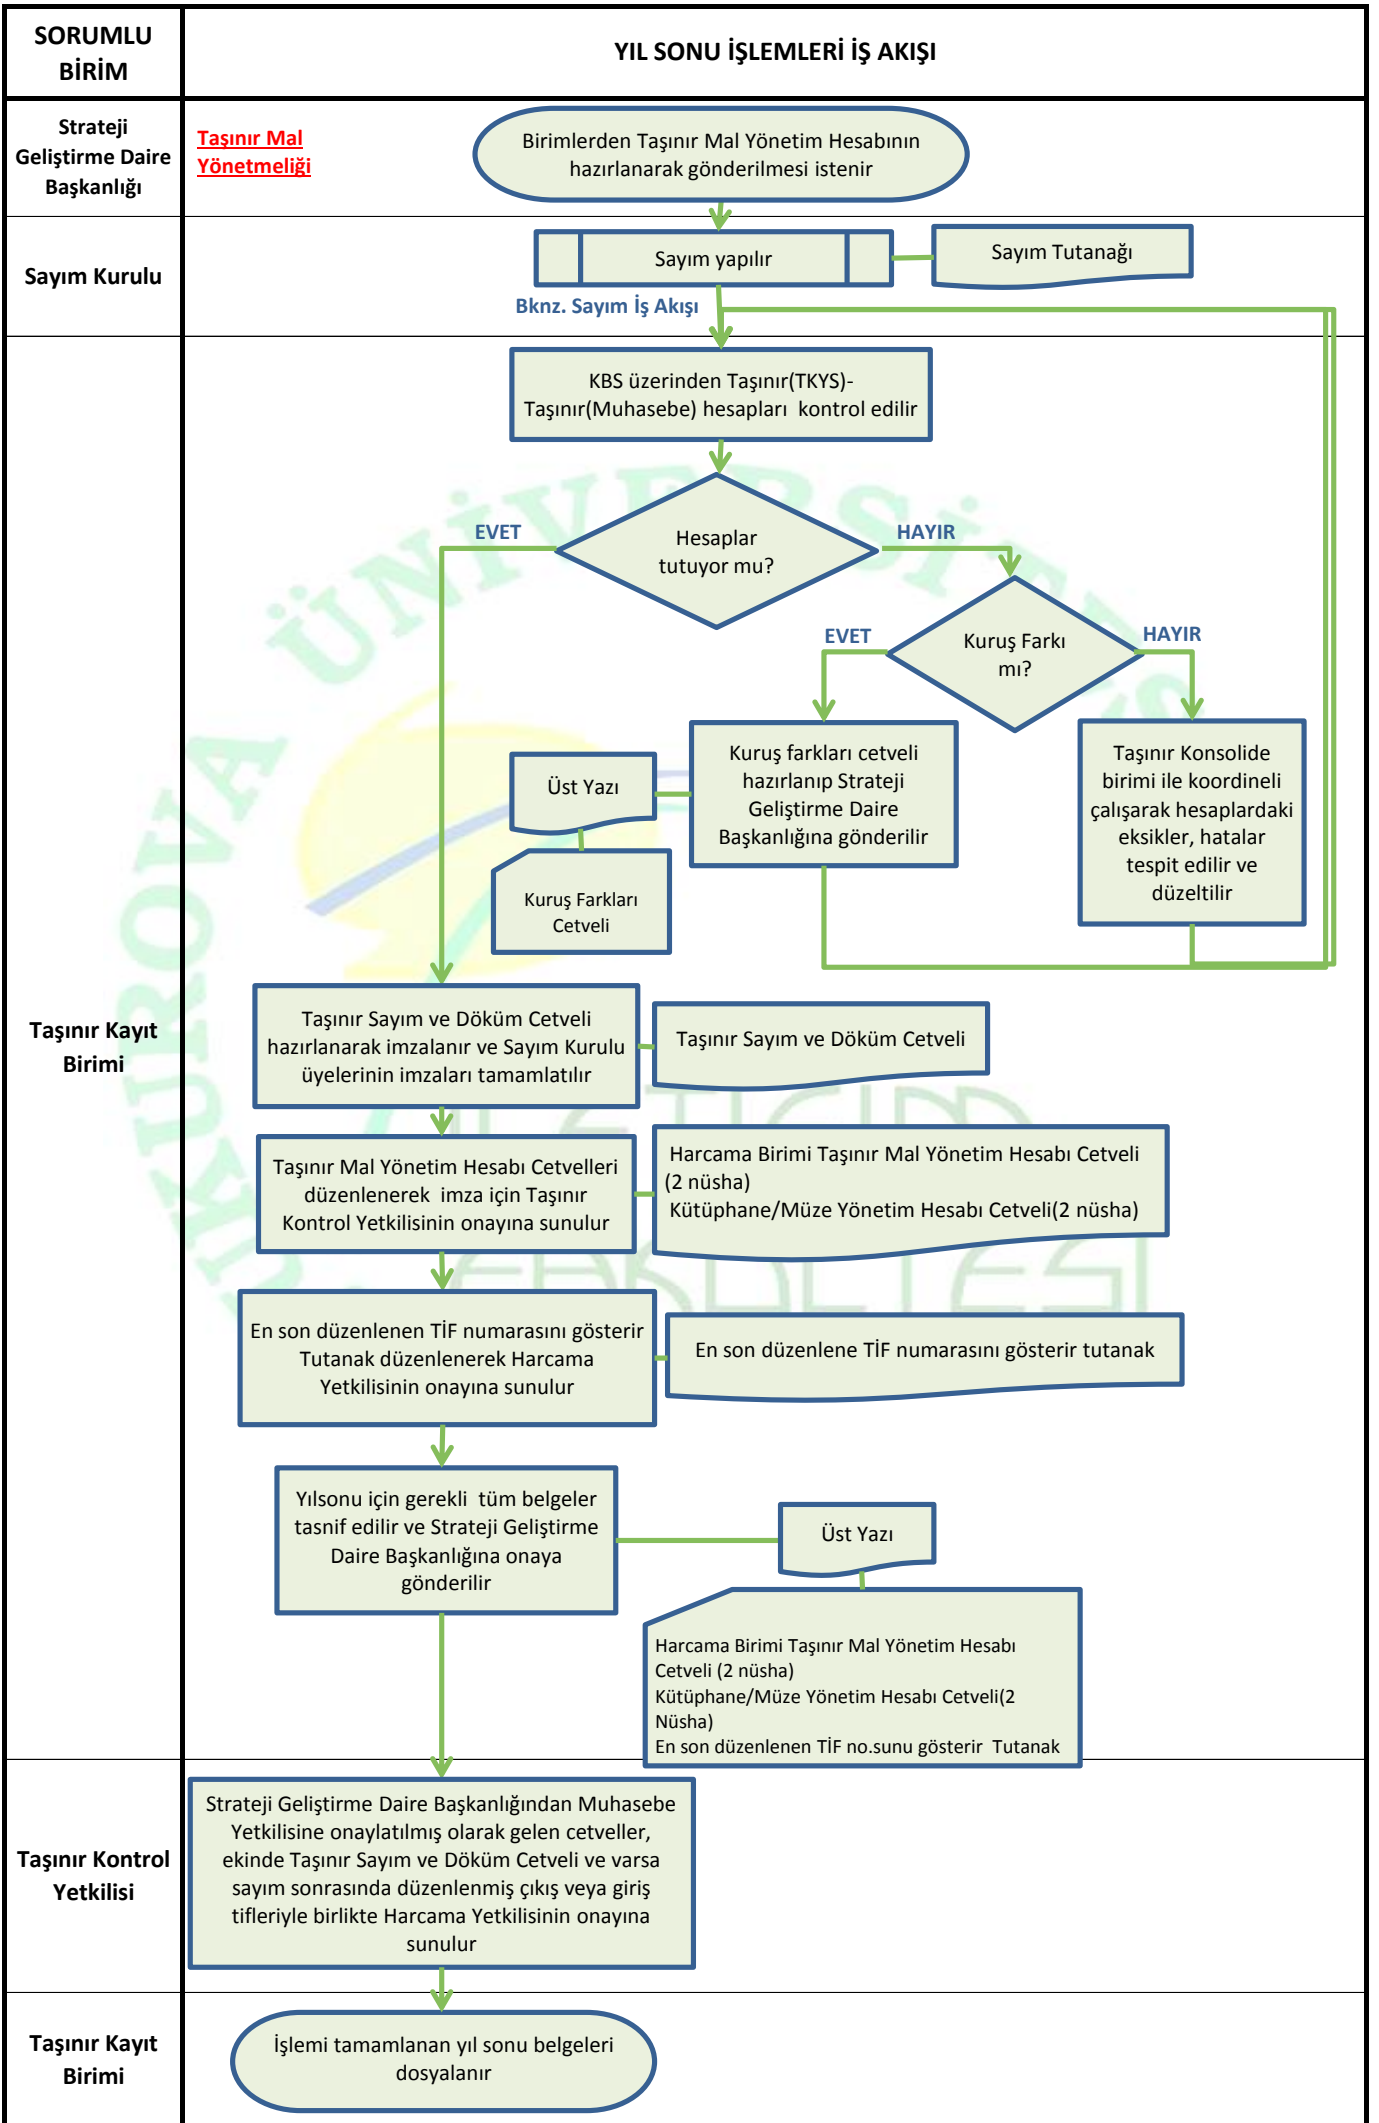 SORUMLU
BİRİM
YIL SONU İŞLEMLERİ İŞ AKIŞI
Strateji
Geliştirme Daire
Başkanlığı
Taşınır Mal
Yönetmeliği
Birimlerden Taşınır Mal Yönetim Hesabının
hazırlanarak gönderilmesi istenir
Sayım Kurulu
Sayım yapılır
Sayım Tutanağı
Bknz. Sayım İş Akışı
KBS üzerinden Taşınır(TKYS)-
Taşınır(Muhasebe) hesapları kontrol edilir
Hesaplar
tutuyor mu?
EVET
HAYIR
Kuruş Farkı
mı?
EVET
HAYIR
Kuruş farkları cetveli
hazırlanıp Strateji
Geliştirme Daire
Başkanlığına gönderilir
Üst Yazı
Kuruş Farkları
Cetveli
Taşınır Konsolide
birimi ile koordineli
çalışarak hesaplardaki
eksikler, hatalar
tespit edilir ve
düzeltilir
Taşınır Kayıt
Birimi
Taşınır Sayım ve Döküm Cetveli
hazırlanarak imzalanır ve Sayım Kurulu
üyelerinin imzaları tamamlatılır
Taşınır Sayım ve Döküm Cetveli
Taşınır Mal Yönetim Hesabı Cetvelleri
düzenlenerek imza için Taşınır
Kontrol Yetkilisinin onayına sunulur
Harcama Birimi Taşınır Mal Yönetim Hesabı Cetveli
(2 nüsha)
Kütüphane/Müze Yönetim Hesabı Cetveli(2 nüsha)
En son düzenlenen TİF numarasını gösterir
Tutanak düzenlenerek Harcama
Yetkilisinin onayına sunulur
En son düzenlene TİF numarasını gösterir tutanak
Yılsonu için gerekli tüm belgeler
tasnif edilir ve Strateji Geliştirme
Daire Başkanlığına onaya
gönderilir
Üst Yazı
Harcama Birimi Taşınır Mal Yönetim Hesabı
Cetveli (2 nüsha)
Kütüphane/Müze Yönetim Hesabı Cetveli(2
Nüsha)
En son düzenlenen TİF no.sunu gösterir Tutanak
Taşınır Kontrol
Yetkilisi
Strateji Geliştirme Daire Başkanlığından Muhasebe
Yetkilisine onaylatılmış olarak gelen cetveller,
ekinde Taşınır Sayım ve Döküm Cetveli ve varsa
sayım sonrasında düzenlenmiş çıkış veya giriş
tifleriyle birlikte Harcama Yetkilisinin onayına
sunulur
Taşınır Kayıt
Birimi
İşlemi tamamlanan yıl sonu belgeleri
dosyalanır